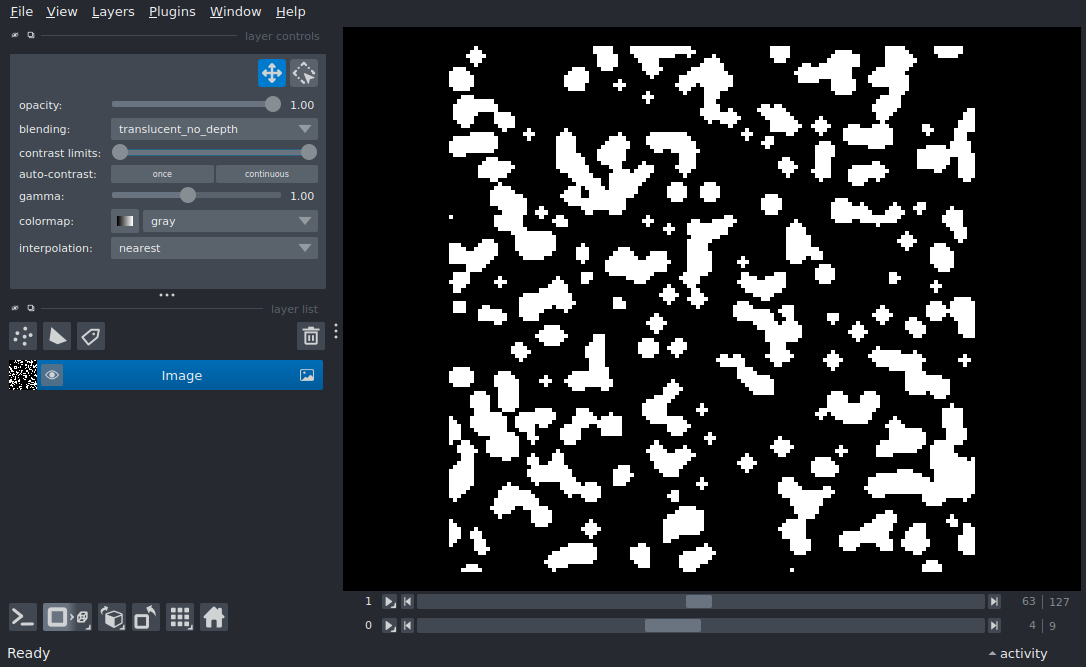 File View Layers Plugins Window Help
layer controls
opacity: 1.00
blending: translucent_no_depth
contrast limits:
auto-contrast: once continuous
gamma: 1.00
colormap: gray
interpolation: nearest
layer list
Image
1 63 127
0 4 9
Ready activity